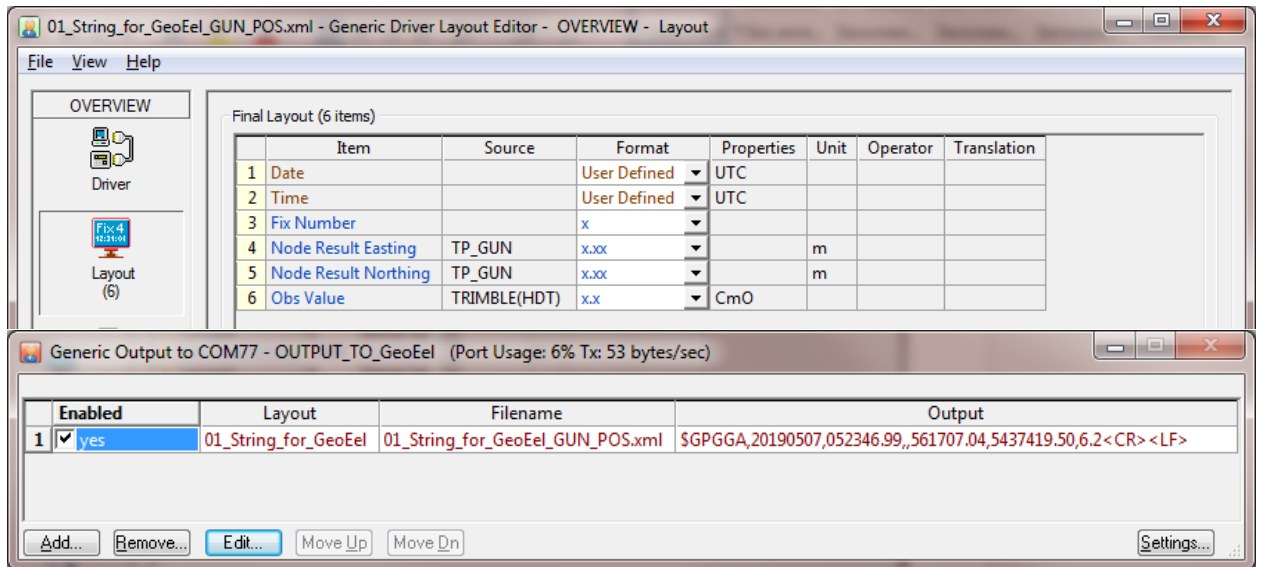 01_String_for_GeoEel_GUN_POS.xml - Generic Driver Layout Editor - OVERVIEW - Layout
File View Help
OVERVIEW
Driver
Fix 4
12:31:01
Layout
(6)
Final Layout (6 items)
Item Source Format Properties Unit Operator Translation
1 Date User Defined UTC
2 Time User Defined UTC
3 Fix Number x
4 Node Result Easting TP_GUN x.xx m
5 Node Result Northing TP_GUN x.xx m
6 Obs Value TRIMBLE(HDT) x.x CmO
Generic Output to COM77 - OUTPUT_TO_GeoEel (Port Usage: 6% Tx: 53 bytes/sec)
Enabled Layout Filename Output
1 yes 01_String_for_GeoEel 01_String_for_GeoEel_GUN_POS.xml $GPGGA,20190507,052346.99,,561707.04,5437419.50,6.2<CR><LF>
Add... Remove... Edit... Move Up Move Dn Settings...